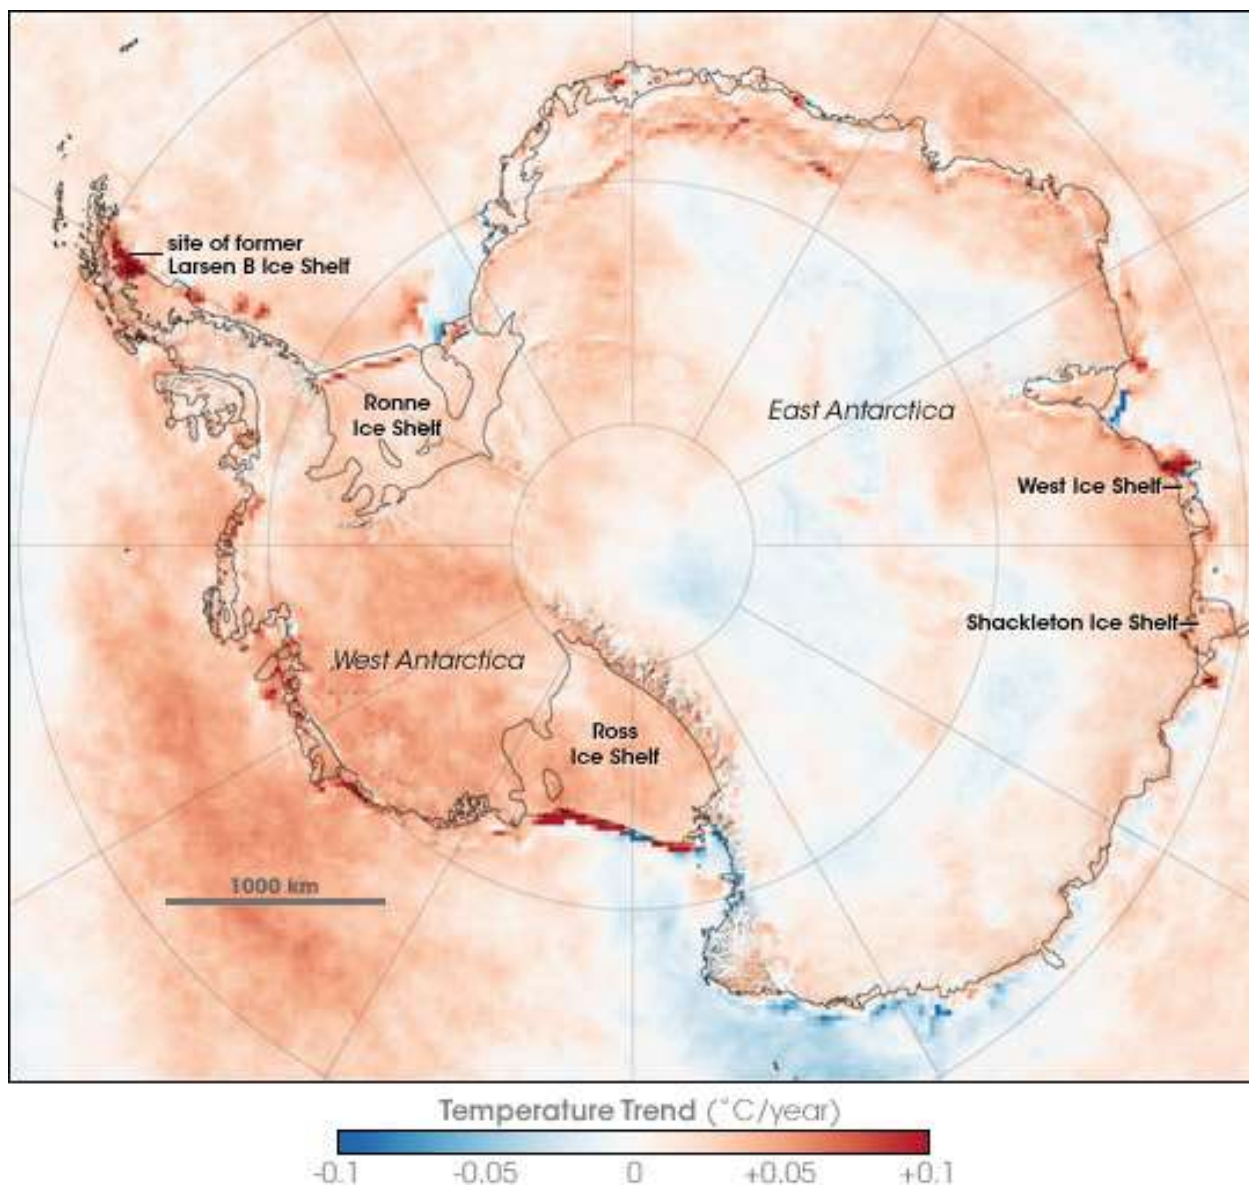 site of former
Larsen B Ice Shelf
Ronne
Ice Shelf
East Antarctica
West Ice Shelf
Shackleton Ice Shelf
West Antarctica
Ross
Ice Shelf
1000 km
Temperature Trend (˚C/year)
-0.1 -0.05 0 +0.05 +0.1